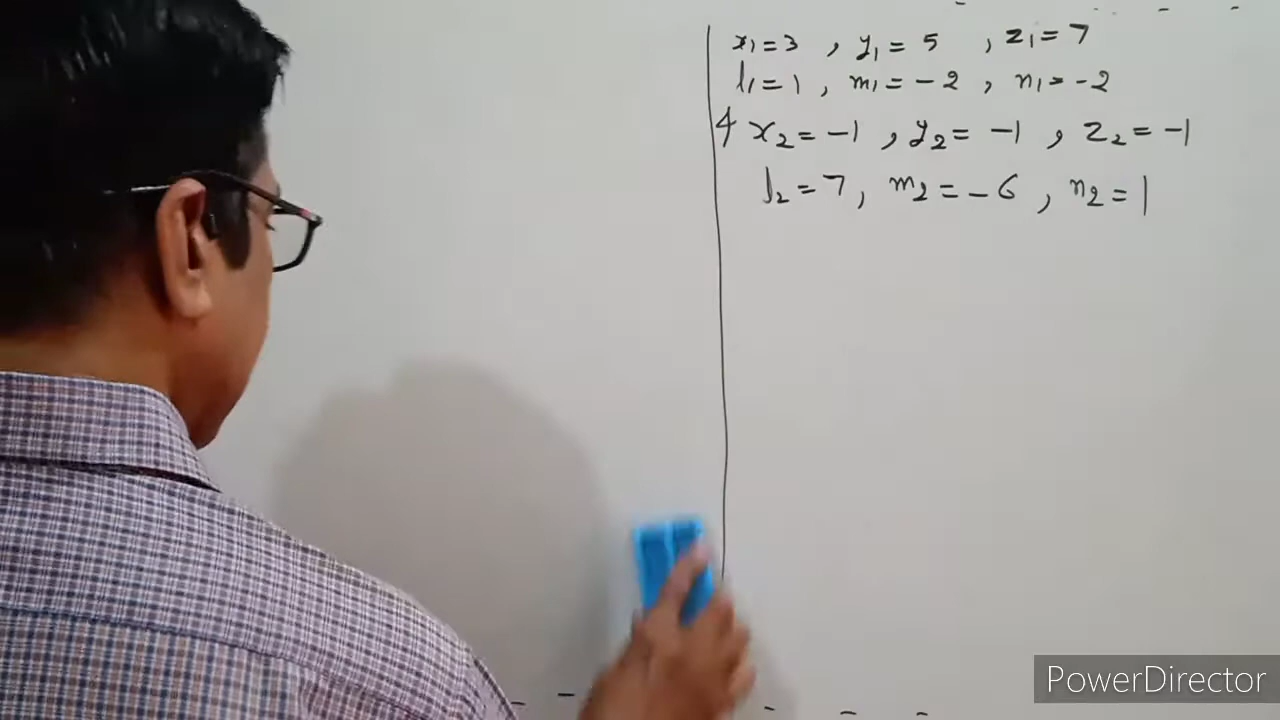 x₁ = 3 , y₁ = 5 , z₁ = 7
l₁ = 1 , m₁ = -2 , n₁ = -2
& x₂ = -1 , y₂ = -1 , z₂ = -1
l₂ = 7 , m₂ = -6 , n₂ = 1
PowerDirector